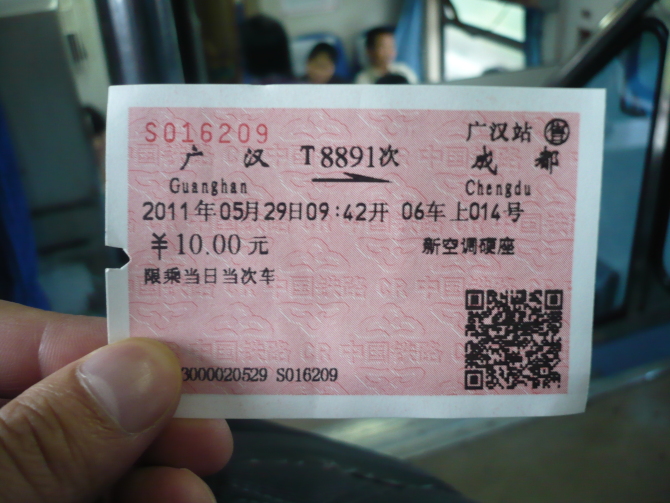 S016209 广汉站 售
广汉 T8891次 成都
Guanghan Chengdu
2011年05月29日09:42开 06车上014号
￥10.00元 新空调硬座
限乘当日当次车
3000020529 S016209